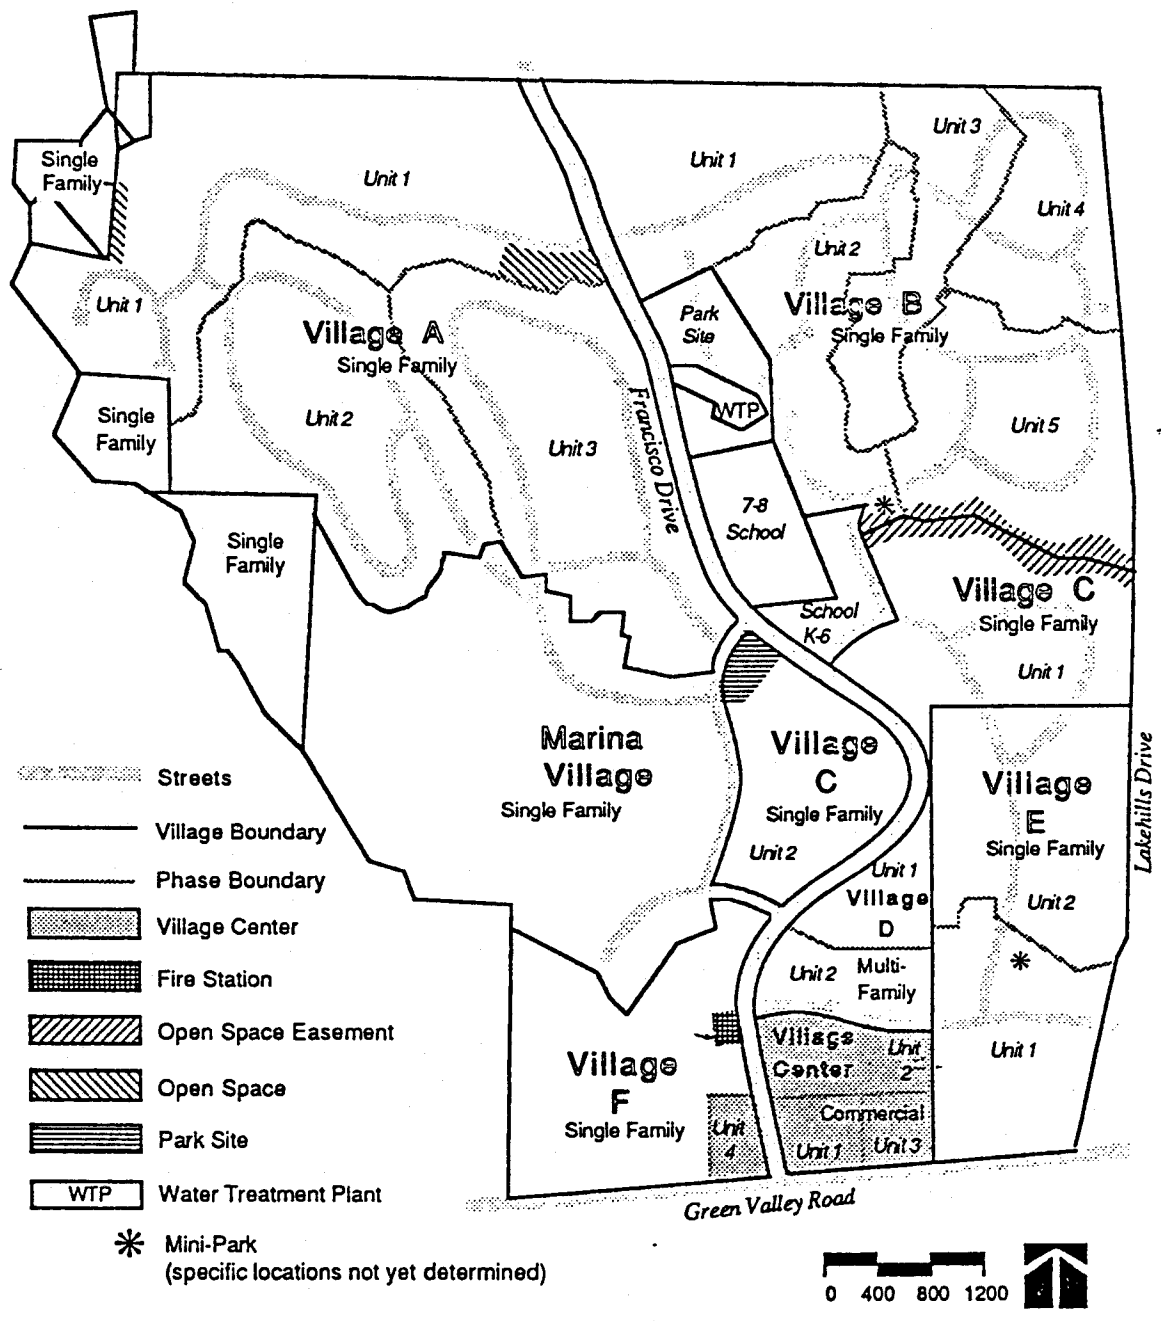 Unit 3
Single
Family
Unit 1
Unit 1
Unit 4
Unit 2
Unit 1
Village B
Single Family
Park
Site
Village A
Single Family
WTP
Francisco Drive
Single
Family
Unit 2
Unit 3
Unit 5
7-8
School
Single
Family
Village C
Single Family
School
K-6
Unit 1
Marina
Village
Single Family
Village
C
Single Family
Unit 2
Village
E
Single Family
Unit 2
Lakehills Drive
Unit 1
Village
D
Unit 2
Multi-
Family
Village
Center
Unit
2
Unit 1
Village
F
Single Family
Unit
4
Commercial
Unit 1
Unit 3
Green Valley Road
Streets
Village Boundary
Phase Boundary
Village Center
Fire Station
Open Space Easement
Open Space
Park Site
WTP
Water Treatment Plant
Mini-Park
(specific locations not yet determined)
0 400 800 1200